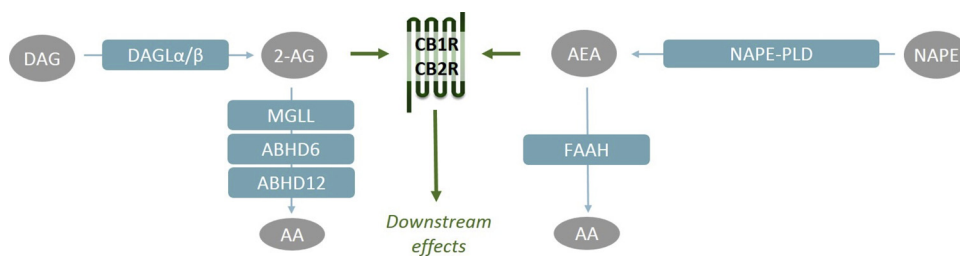 DAG
DAGLα/β
2-AG
CB1R
CB2R
AEA
NAPE-PLD
NAPE
MGLL
ABHD6
ABHD12
FAAH
AA
Downstream
effects
AA